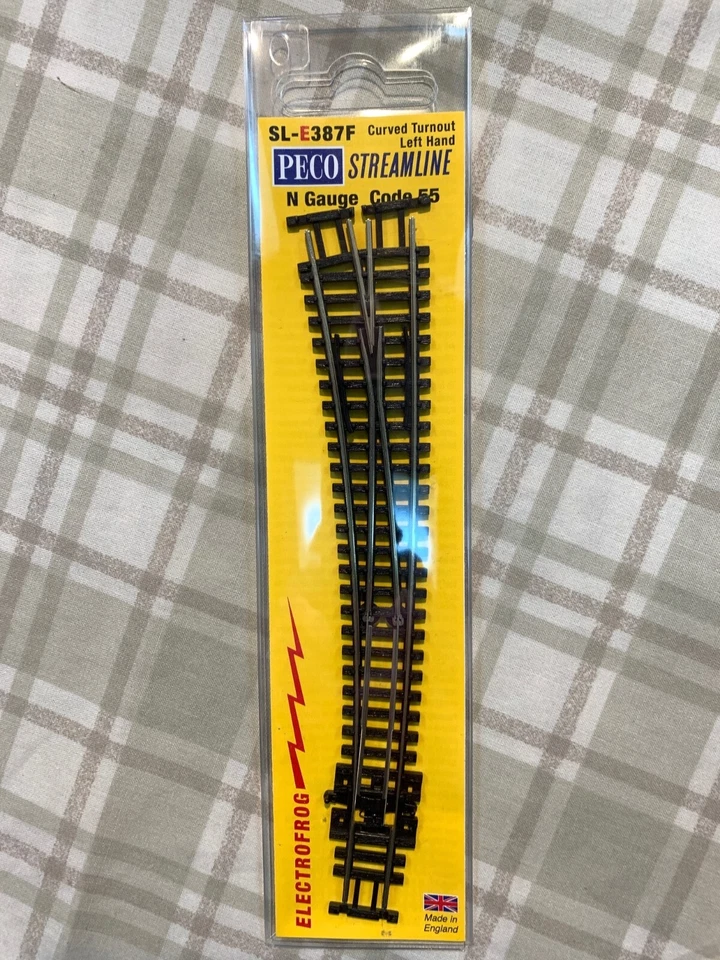 SL-E387F Curved Turnout
Left Hand
PECO STREAMLINE
N Gauge Code 55
ELECTROFROG
Made in
England